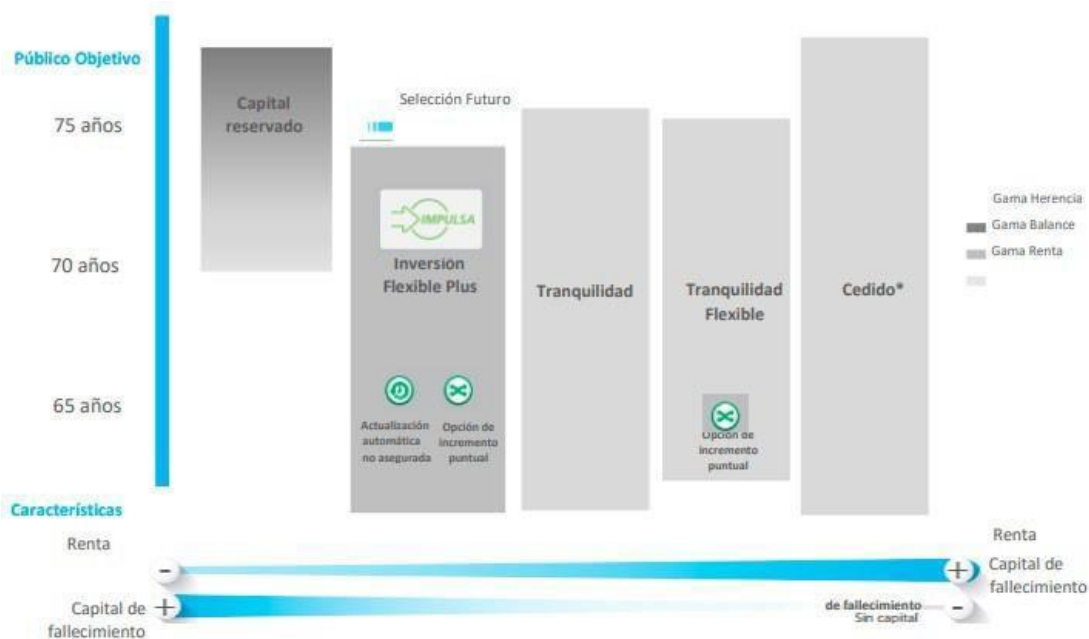 Público Objetivo
75 años
70 años
65 años
Capital
reservado
Selección Futuro
IMPULSA
Inversion
Flexible Plus
Actualización
automática
no asegurada
Opción de
incremento
puntual
Tranquilidad
Tranquilidad
Flexible
Opción de
incremento
puntual
Cedido*
Gama Herencia
Gama Balance
Gama Renta
Características
Renta
-
Capital de
fallecimiento
+
Renta
+
Capital de
fallecimiento
de fallecimiento
Sin capital
-